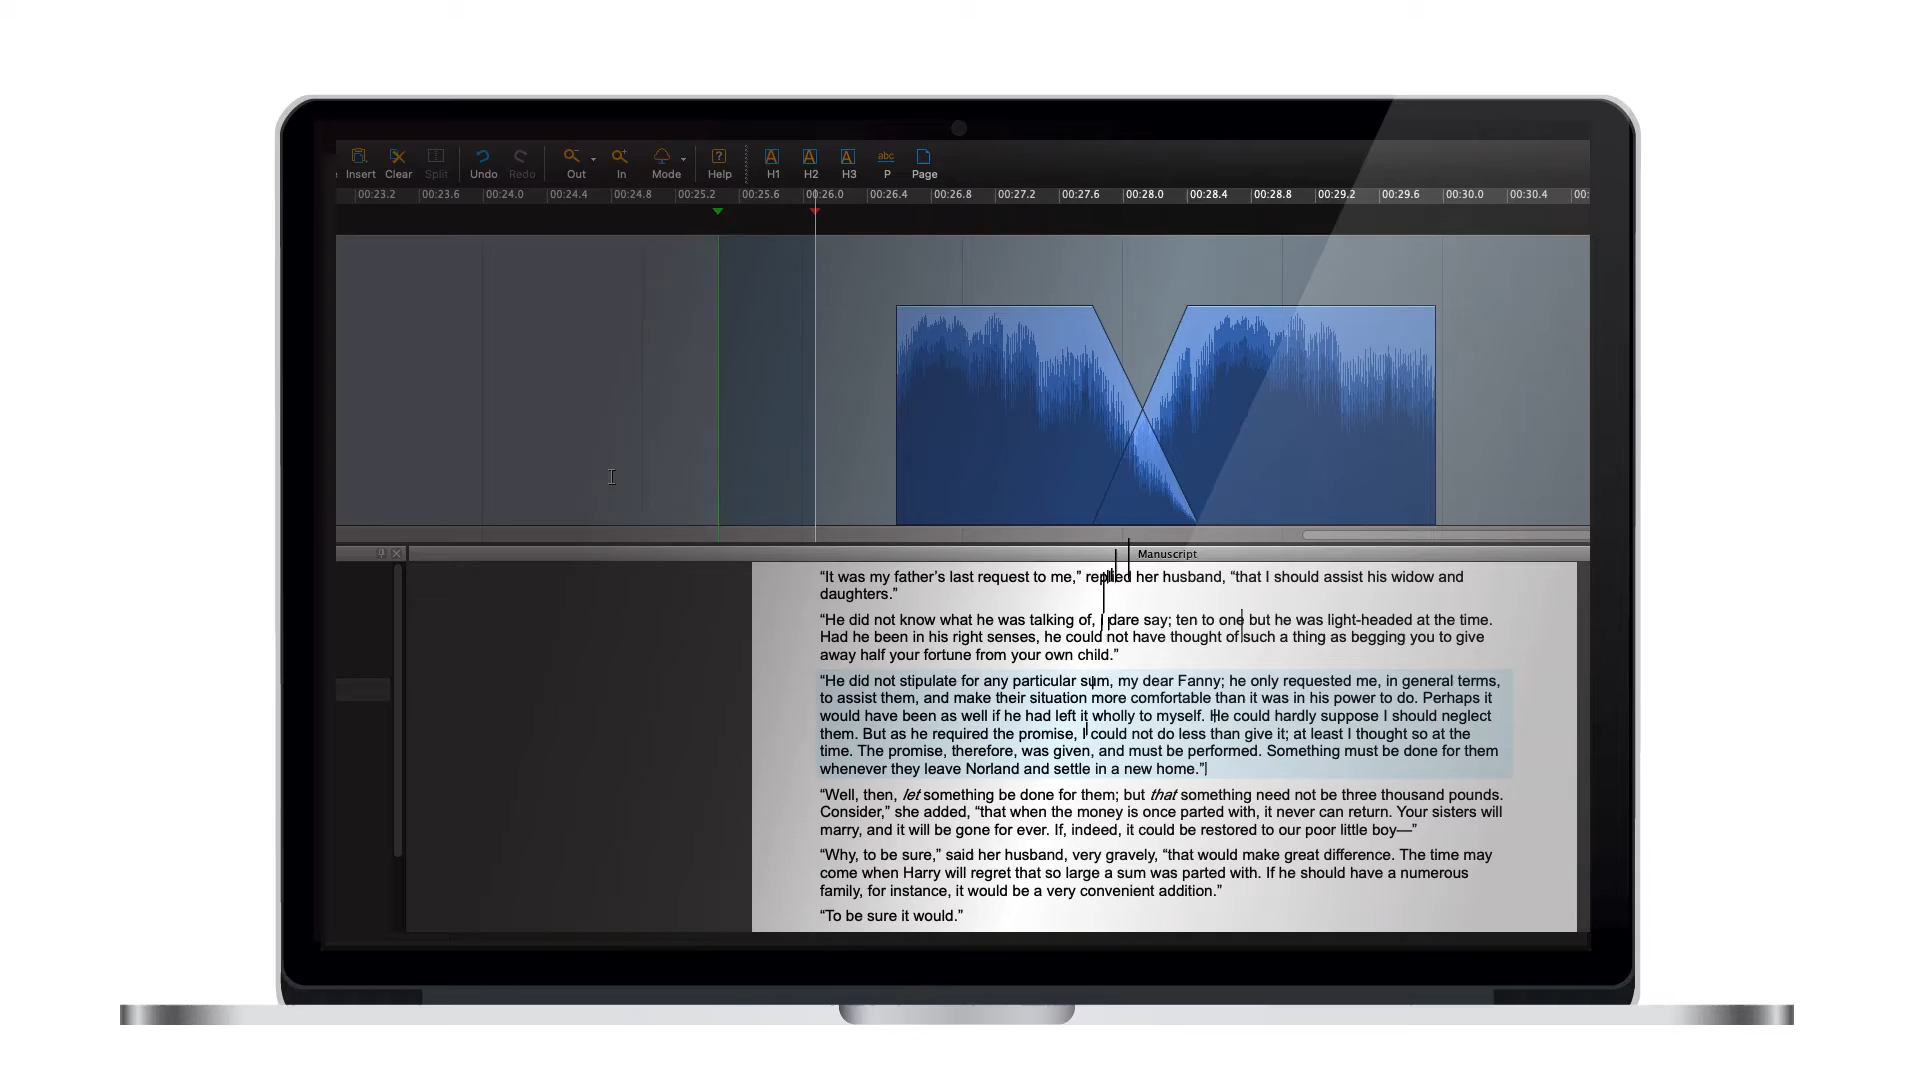 Insert Clear Split Undo Redo Out In Mode Help H1 H2 H3 abc P Page
00:23.2 00:23.6 00:24.0 00:24.4 00:24.8 00:25.2 00:25.6 00:26.0 00:26.4 00:26.8 00:27.2 00:27.6 00:28.0 00:28.4 00:28.8 00:29.2 00:29.6 00:30.0 00:30.4 00:
Manuscript
“It was my father’s last request to me,” replied her husband, “that I should assist his widow and
daughters.”
“He did not know what he was talking of, I dare say; ten to one but he was light-headed at the time.
Had he been in his right senses, he could not have thought of such a thing as begging you to give
away half your fortune from your own child.”
“He did not stipulate for any particular sum, my dear Fanny; he only requested me, in general terms,
to assist them, and make their situation more comfortable than it was in his power to do. Perhaps it
would have been as well if he had left it wholly to myself. He could hardly suppose I should neglect
them. But as he required the promise, I could not do less than give it; at least I thought so at the
time. The promise, therefore, was given, and must be performed. Something must be done for them
whenever they leave Norland and settle in a new home.”
“Well, then, let something be done for them; but that something need not be three thousand pounds.
Consider,” she added, “that when the money is once parted with, it never can return. Your sisters will
marry, and it will be gone for ever. If, indeed, it could be restored to our poor little boy—”
“Why, to be sure,” said her husband, very gravely, “that would make great difference. The time may
come when Harry will regret that so large a sum was parted with. If he should have a numerous
family, for instance, it would be a very convenient addition.”
“To be sure it would.”